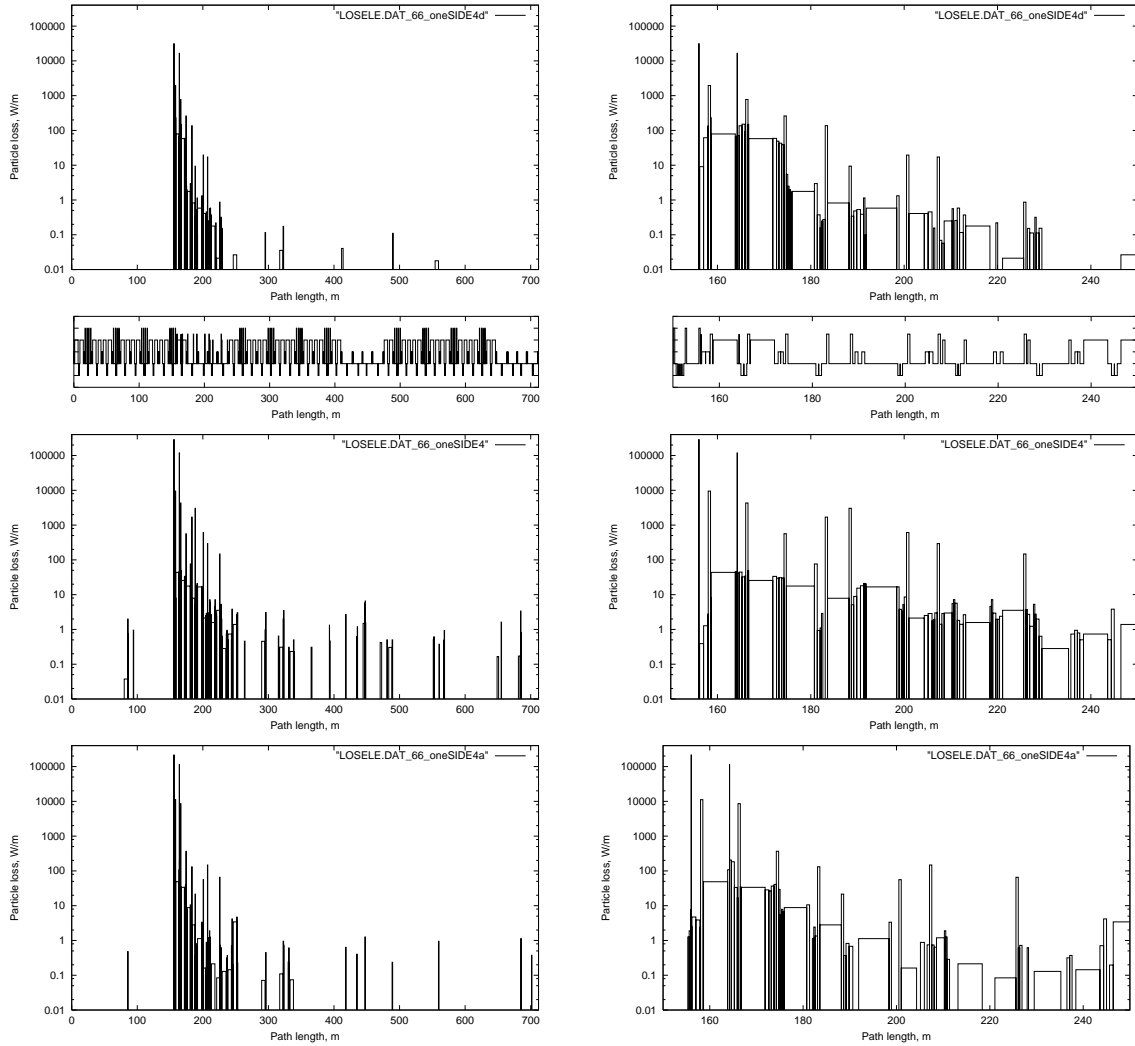 "LOSELE.DAT_66_oneSIDE4d"
Particle loss, W/m
100000
10000
1000
100
10
1
0.1
0.01
0 100 200 300 400 500 600 700
Path length, m
"LOSELE.DAT_66_oneSIDE4d"
Particle loss, W/m
100000
10000
1000
100
10
1
0.1
0.01
160 180 200 220 240
Path length, m
0 100 200 300 400 500 600 700
Path length, m
160 180 200 220 240
Path length, m
"LOSELE.DAT_66_oneSIDE4"
Particle loss, W/m
100000
10000
1000
100
10
1
0.1
0.01
0 100 200 300 400 500 600 700
Path length, m
"LOSELE.DAT_66_oneSIDE4"
Particle loss, W/m
100000
10000
1000
100
10
1
0.1
0.01
160 180 200 220 240
Path length, m
"LOSELE.DAT_66_oneSIDE4a"
Particle loss, W/m
100000
10000
1000
100
10
1
0.1
0.01
0 100 200 300 400 500 600 700
Path length, m
"LOSELE.DAT_66_oneSIDE4a"
Particle loss, W/m
100000
10000
1000
100
10
1
0.1
0.01
160 180 200 220 240
Path length, m